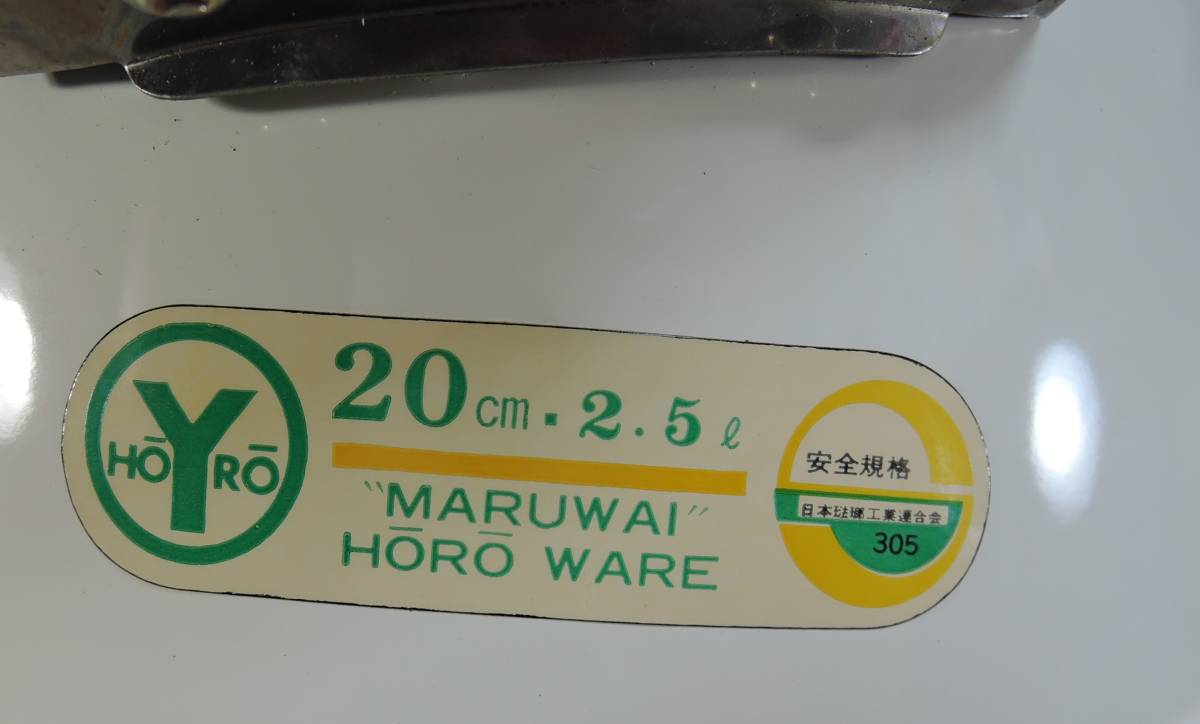 HŌ Y RŌ
20cm・2.5ℓ
"MARUWAI"
HŌRŌ WARE
安全規格
日本琺瑯工業連合会
305